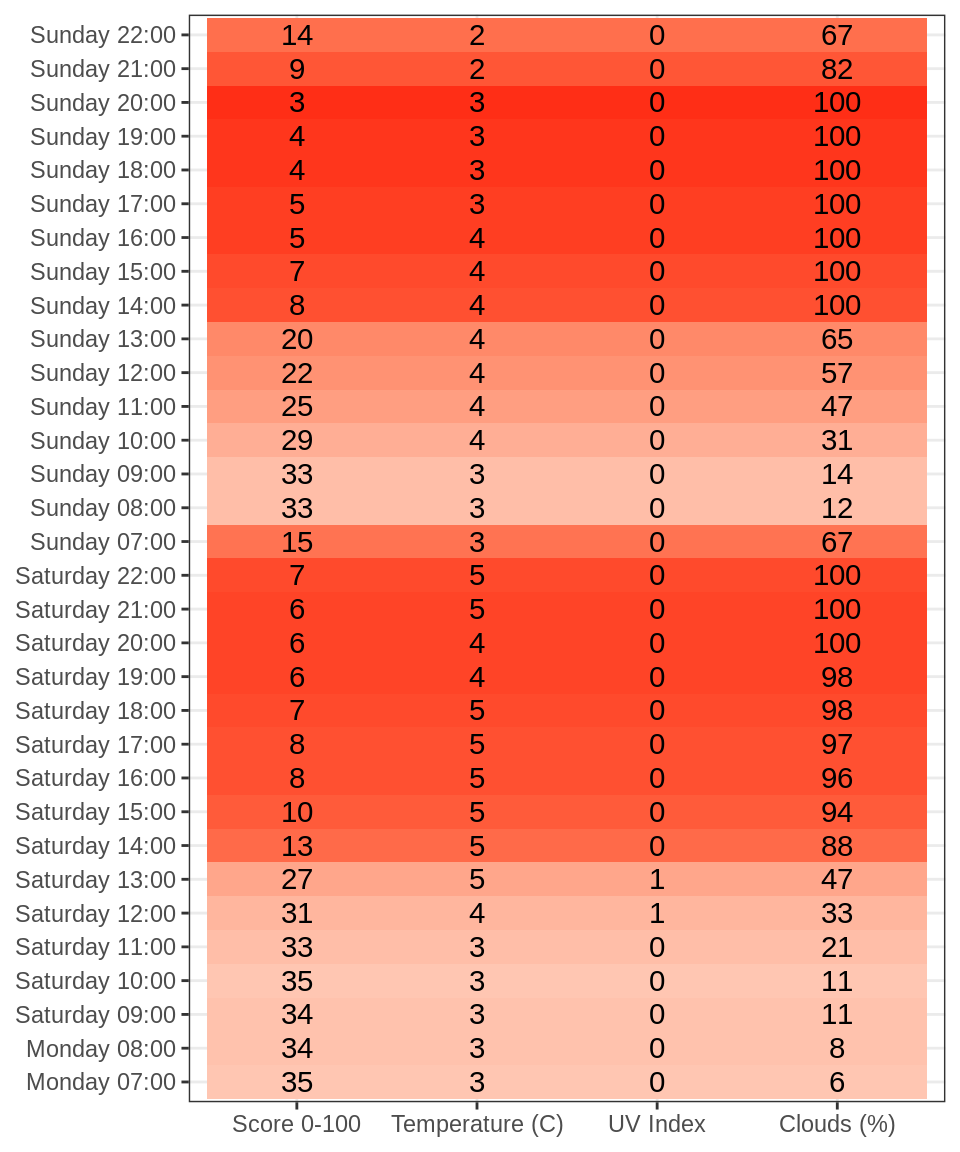 Sunday 22:00 14 2 0 67
Sunday 21:00 9 2 0 82
Sunday 20:00 3 3 0 100
Sunday 19:00 4 3 0 100
Sunday 18:00 4 3 0 100
Sunday 17:00 5 3 0 100
Sunday 16:00 5 4 0 100
Sunday 15:00 7 4 0 100
Sunday 14:00 8 4 0 100
Sunday 13:00 20 4 0 65
Sunday 12:00 22 4 0 57
Sunday 11:00 25 4 0 47
Sunday 10:00 29 4 0 31
Sunday 09:00 33 3 0 14
Sunday 08:00 33 3 0 12
Sunday 07:00 15 3 0 67
Saturday 22:00 7 5 0 100
Saturday 21:00 6 5 0 100
Saturday 20:00 6 4 0 100
Saturday 19:00 6 4 0 98
Saturday 18:00 7 5 0 98
Saturday 17:00 8 5 0 97
Saturday 16:00 8 5 0 96
Saturday 15:00 10 5 0 94
Saturday 14:00 13 5 0 88
Saturday 13:00 27 5 1 47
Saturday 12:00 31 4 1 33
Saturday 11:00 33 3 0 21
Saturday 10:00 35 3 0 11
Saturday 09:00 34 3 0 11
Monday 08:00 34 3 0 8
Monday 07:00 35 3 0 6
Score 0-100 Temperature (C) UV Index Clouds (%)